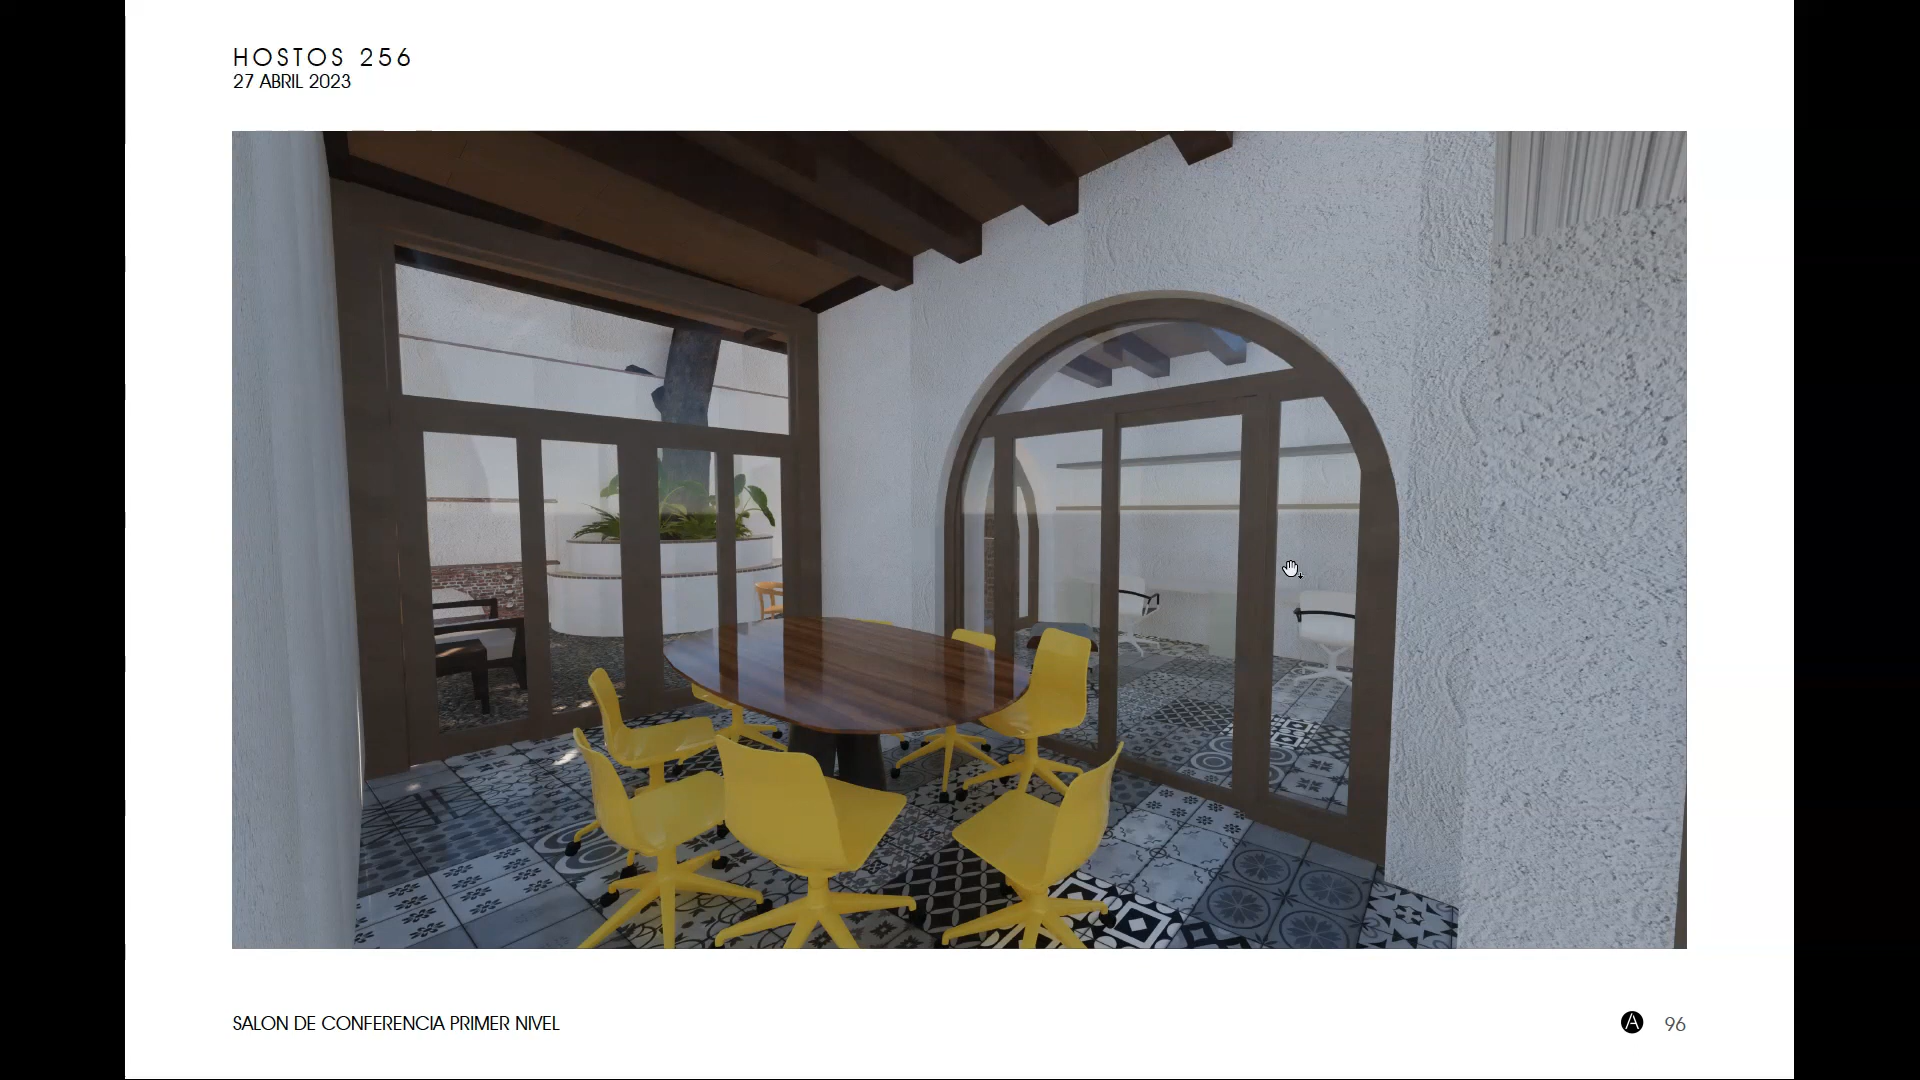 HOSTOS 256
27 ABRIL 2023
SALON DE CONFERENCIA PRIMER NIVEL
A 96